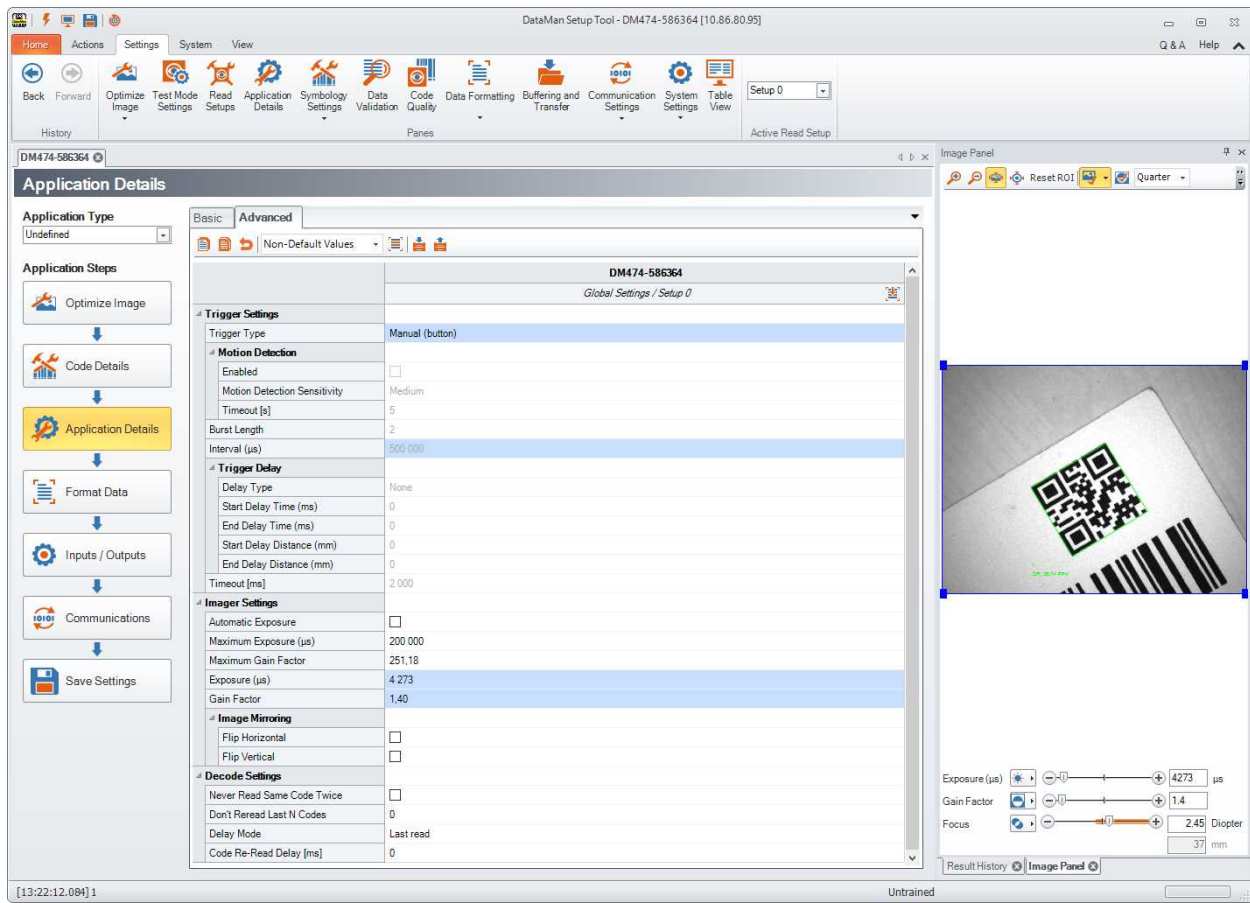 DataMan Setup Tool - DM474-586364 [10.86.80.95]
Home Actions Settings System View
Q & A Help
Back Forward
Optimize Image
Test Mode Settings
Read Setups
Application Details
Symbology Settings
Data Validation
Code Quality
Data Formatting
Buffering and Transfer
Communication Settings
System Settings
Table View
Setup 0
History
Panes
Active Read Setup
DM474-586364
Application Details
Application Type
Undefined
Application Steps
Optimize Image
Code Details
Application Details
Format Data
Inputs / Outputs
Communications
Save Settings
Basic Advanced
Non-Default Values
DM474-586364
Global Settings / Setup 0
Trigger Settings
Trigger Type Manual (button)
Motion Detection
Enabled
Motion Detection Sensitivity Medium
Timeout [s] 5
Burst Length 2
Interval (µs) 500 000
Trigger Delay
Delay Type None
Start Delay Time (ms) 0
End Delay Time (ms) 0
Start Delay Distance (mm) 0
End Delay Distance (mm) 0
Timeout [ms] 2 000
Imager Settings
Automatic Exposure
Maximum Exposure (µs) 200 000
Maximum Gain Factor 251,18
Exposure (µs) 4 273
Gain Factor 1,40
Image Mirroring
Flip Horizontal
Flip Vertical
Decode Settings
Never Read Same Code Twice
Don't Reread Last N Codes 0
Delay Mode Last read
Code Re-Read Delay [ms] 0
Image Panel
Reset ROI Quarter
Exposure (µs) 4273 µs
Gain Factor 1.4
Focus 2.45 Diopter
37 mm
Result History Image Panel
[13:22:12.084] 1
Untrained